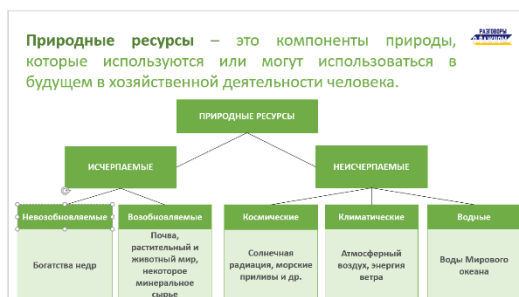 Природные ресурсы – это компоненты природы,
которые используются или могут использоваться в
будущем в хозяйственной деятельности человека.
РАЗГОВОРЫ
О ВАЖНОМ
ПРИРОДНЫЕ РЕСУРСЫ
ИСЧЕРПАЕМЫЕ
НЕИСЧЕРПАЕМЫЕ
Невозобновляемые
Возобновляемые
Космические
Климатические
Водные
Богатства недр
Почва,
растительный и
животный мир,
некоторое
минеральное
сырье
Солнечная
радиация, морские
приливы и др.
Атмосферный
воздух, энергия
ветра
Воды Мирового
океана